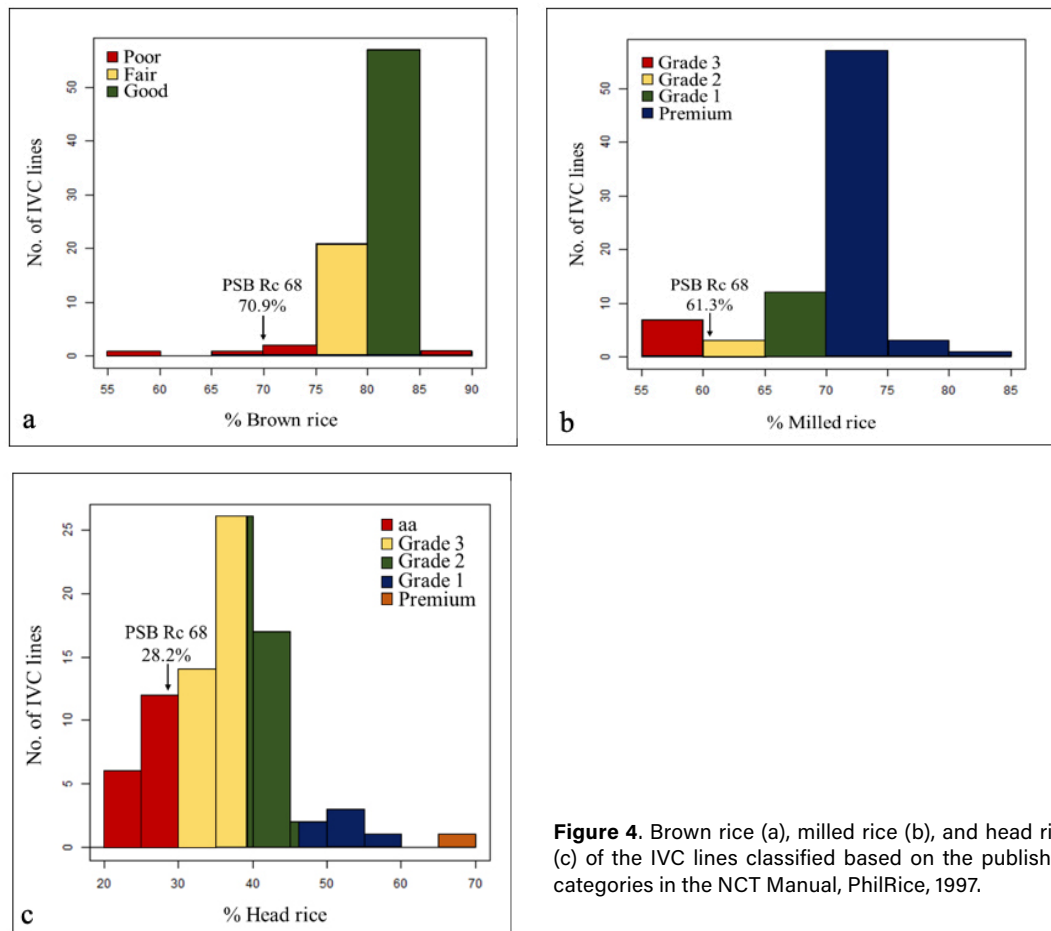 Poor
Fair
Good
No. of IVC lines
50
40
30
20
10
0
PSB Rc 68
70.9%
55 60 65 70 75 80 85 90
% Brown rice
a
Grade 3
Grade 2
Grade 1
Premium
No. of IVC lines
50
40
30
20
10
0
PSB Rc 68
61.3%
55 60 65 70 75 80 85
% Milled rice
b
aa
Grade 3
Grade 2
Grade 1
Premium
No. of IVC lines
25
20
15
10
5
0
PSB Rc 68
28.2%
20 30 40 50 60 70
% Head rice
c
Figure 4. Brown rice (a), milled rice (b), and head ri
(c) of the IVC lines classified based on the publish
categories in the NCT Manual, PhilRice, 1997.